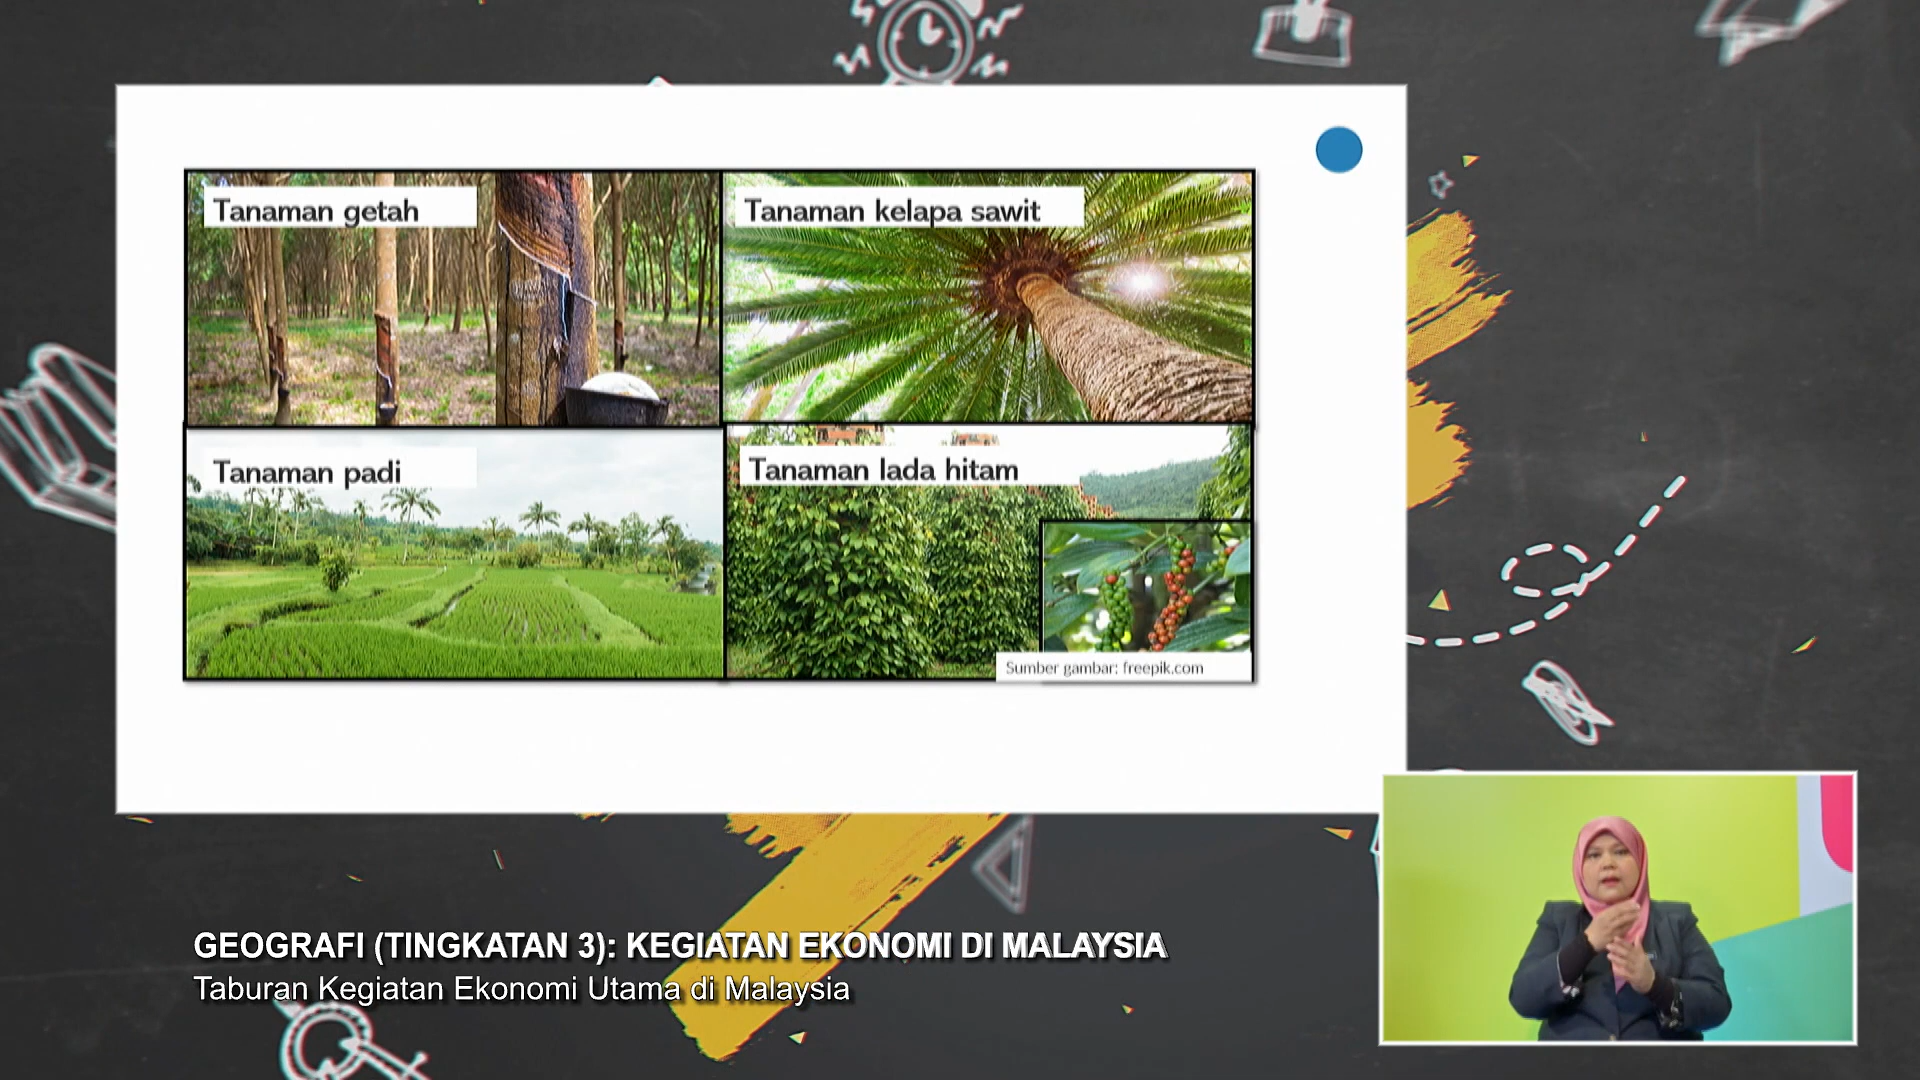 Tanaman getah
Tanaman kelapa sawit
Tanaman padi
Tanaman lada hitam
Sumber gambar: freepik.com
GEOGRAFI (TINGKATAN 3): KEGIATAN EKONOMI DI MALAYSIA
Taburan Kegiatan Ekonomi Utama di Malaysia